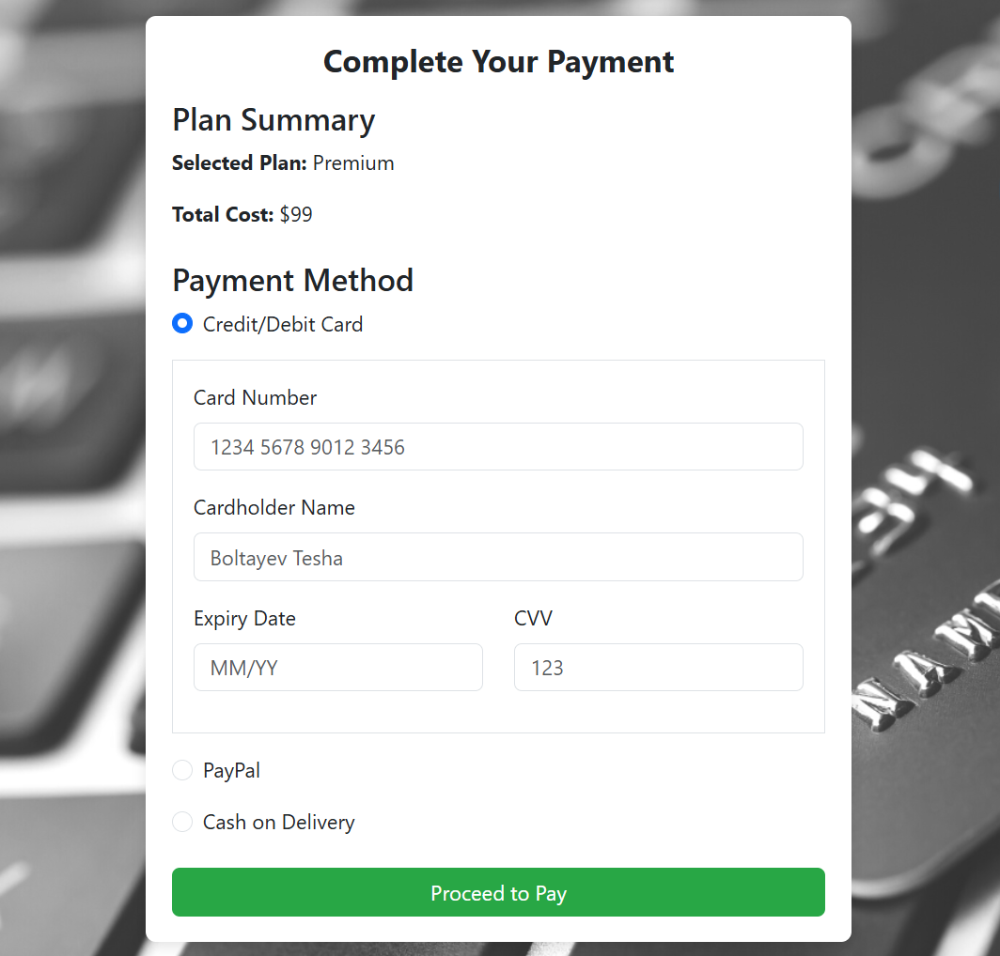 Complete Your Payment
Plan Summary
Selected Plan: Premium
Total Cost: $99
Payment Method
Credit/Debit Card
Card Number
1234 5678 9012 3456
Cardholder Name
Boltayev Tesha
Expiry Date
CVV
MM/YY
123
PayPal
Cash on Delivery
Proceed to Pay